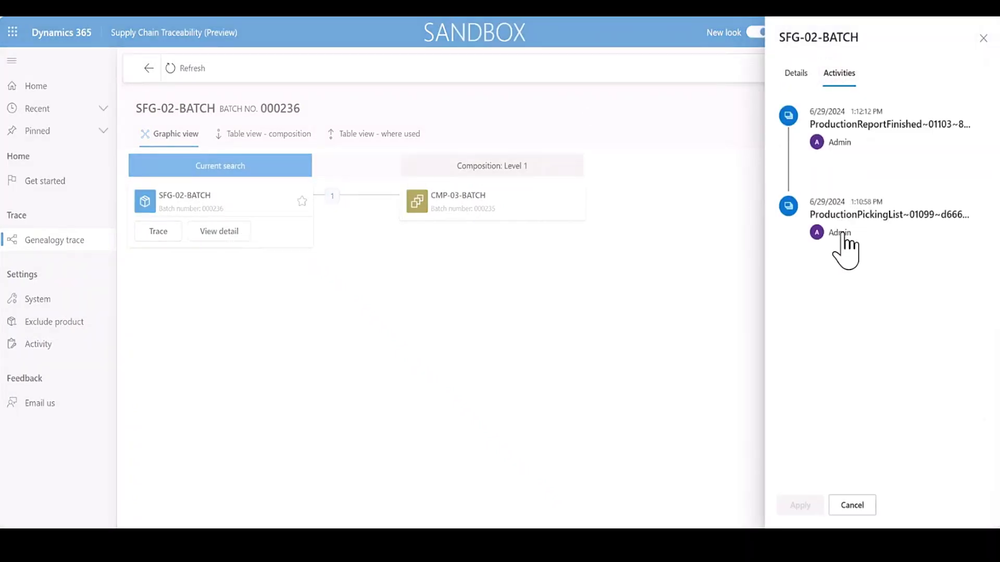 Dynamics 365
Supply Chain Traceability (Preview)
SANDBOX
New look
Home
Recent
Pinned
Home
Get started
Trace
Genealogy trace
Settings
System
Exclude product
Activity
Feedback
Email us
Refresh
SFG-02-BATCH BATCH NO. 000236
Graphic view
Table view - composition
Table view - where used
Current search
Composition: Level 1
SFG-02-BATCH
Batch number: 000236
1
CMP-03-BATCH
Batch number: 000235
Trace
View detail
SFG-02-BATCH
Details
Activities
6/29/2024 1:12:12 PM
ProductionReportFinished~01103~8...
A Admin
6/29/2024 1:10:58 PM
ProductionPickingList~01099~d666...
A Admin
Apply
Cancel